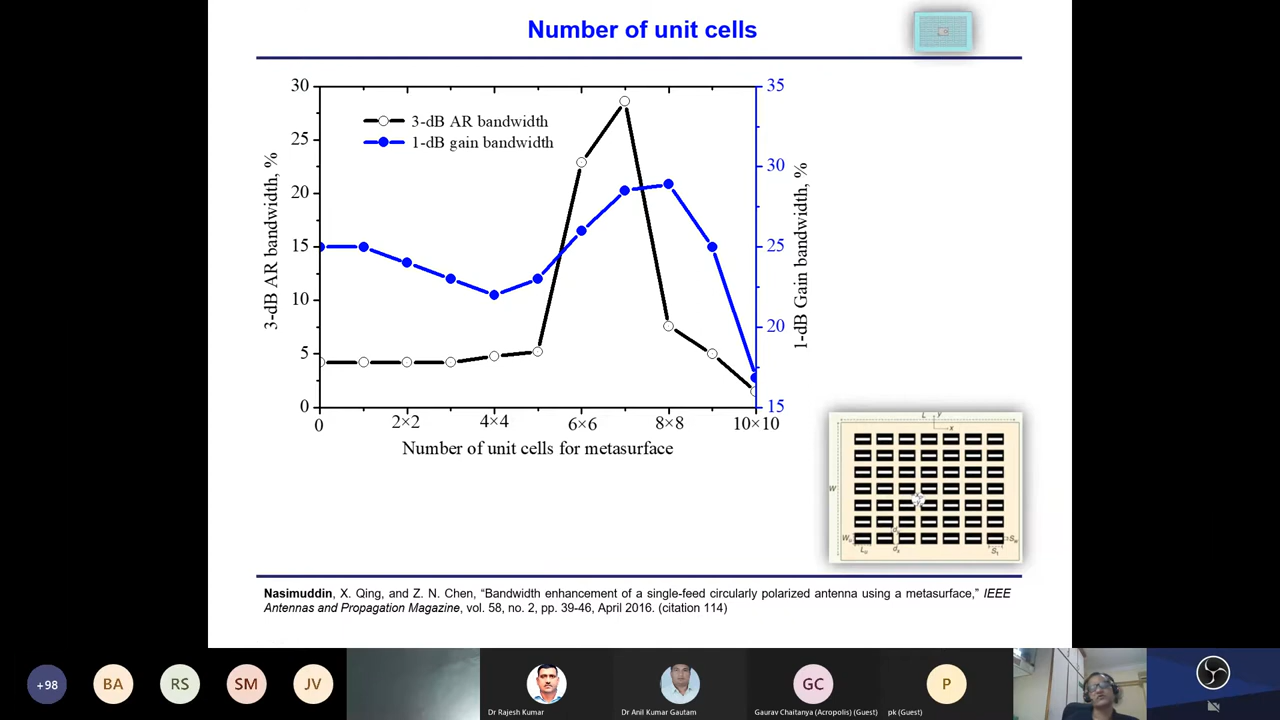 Number of unit cells
30
25
20
15
10
5
0
3-dB AR bandwidth, %
3-dB AR bandwidth
1-dB gain bandwidth
35
30
25
20
15
1-dB Gain bandwidth, %
0
2×2
4×4
6×6
8×8
10×10
Number of unit cells for metasurface
L
y
x
W
Nasimuddin, X. Qing, and Z. N. Chen, “Bandwidth enhancement of a single-feed circularly polarized antenna using a metasurface,” IEEE
Antennas and Propagation Magazine, vol. 58, no. 2, pp. 39-46, April 2016. (citation 114)
+98
BA
RS
SM
JV
Dr Rajesh Kumar
Dr Anil Kumar Gautam
GC
Gaurav Chaitanya (Acropolis) (Guest)
P
pk (Guest)